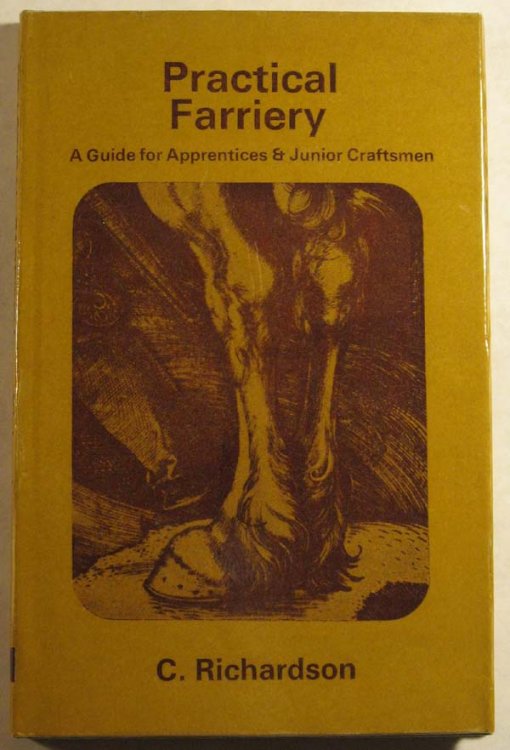 Practical
Farriery
A Guide for Apprentices & Junior Craftsmen
C. Richardson